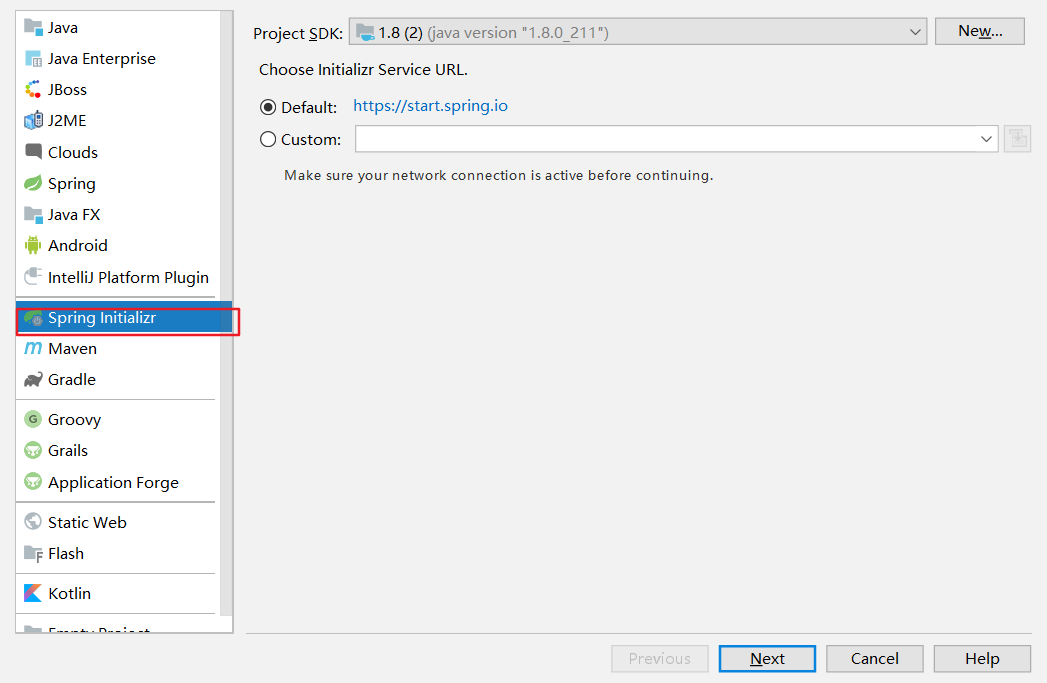 Java
Java Enterprise
JBoss
J2ME
Clouds
Spring
Java FX
Android
IntelliJ Platform Plugin
Spring Initializr
Maven
Gradle
Groovy
Grails
Application Forge
Static Web
Flash
Kotlin
Empty Project
Project SDK: 1.8 (2) (java version "1.8.0_211") New...
Choose Initializr Service URL.
Default: https://start.spring.io
Custom:
Make sure your network connection is active before continuing.
Previous Next Cancel Help